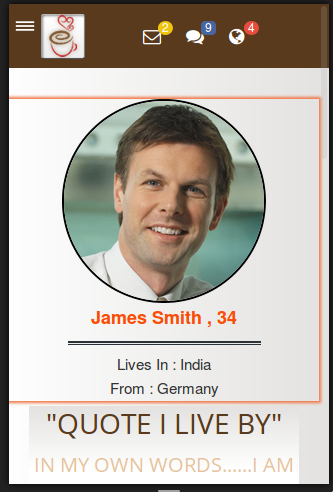 2 9 4
James Smith , 34
Lives In : India
From : Germany
"QUOTE I LIVE BY"
IN MY OWN WORDS......I AM